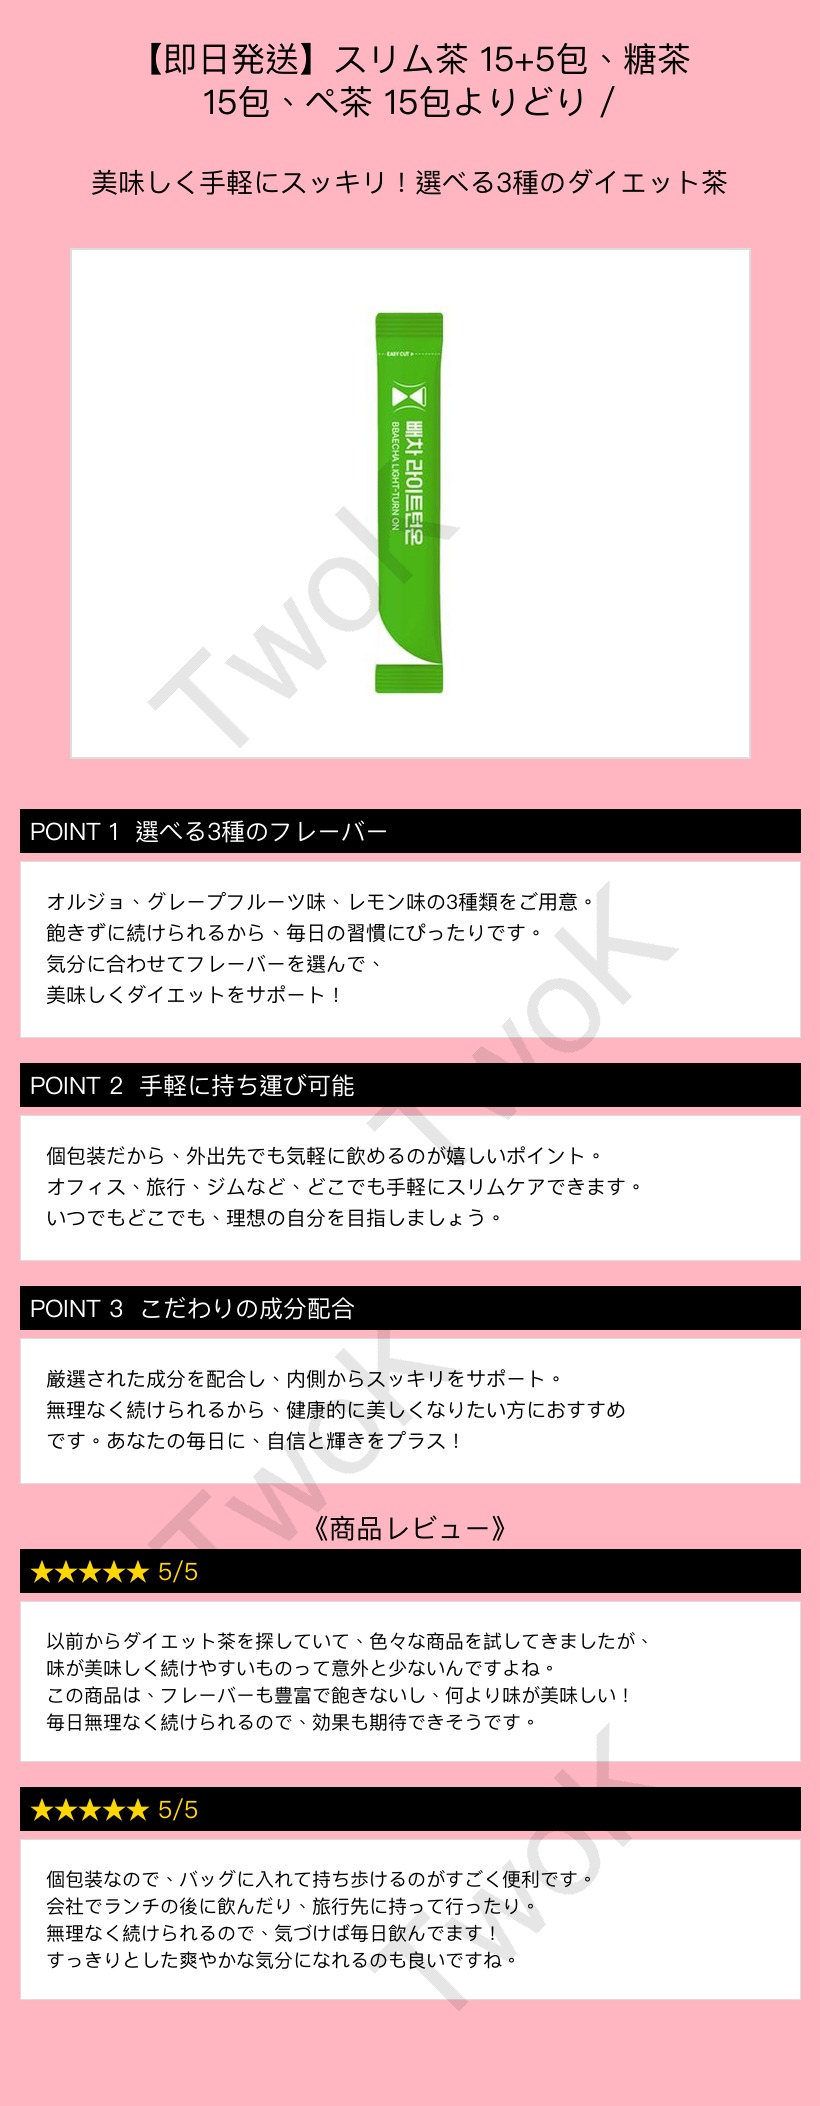 【即日発送】スリム茶 15+5包、糖茶
15包、ペ茶 15包よりどり /
美味しく手軽にスッキリ！選べる3種のダイエット茶
EASY CUT
빼차 라이트턴온
BBAECHA LIGHT-TURN ON
TwoK
POINT 1 選べる3種のフレーバー
オルジョ、グレープフルーツ味、レモン味の3種類をご用意。
飽きずに続けられるから、毎日の習慣にぴったりです。
気分に合わせてフレーバーを選んで、
美味しくダイエットをサポート！
TwoK
POINT 2 手軽に持ち運び可能
個包装だから、外出先でも気軽に飲めるのが嬉しいポイント。
オフィス、旅行、ジムなど、どこでも手軽にスリムケアできます。
いつでもどこでも、理想の自分を目指しましょう。
POINT 3 こだわりの成分配合
厳選された成分を配合し、内側からスッキリをサポート。
無理なく続けられるから、健康的に美しくなりたい方におすすめ
です。あなたの毎日に、自信と輝きをプラス！
TwoK
《商品レビュー》
★★★★★ 5/5
以前からダイエット茶を探していて、色々な商品を試してきましたが、
味が美味しく続けやすいものって意外と少ないんですよね。
この商品は、フレーバーも豊富で飽きないし、何より味が美味しい！
毎日無理なく続けられるので、効果も期待できそうです。
★★★★★ 5/5
個包装なので、バッグに入れて持ち歩けるのがすごく便利です。
会社でランチの後に飲んだり、旅行先に持って行ったり。
無理なく続けられるので、気づけば毎日飲んでます！
すっきりとした爽やかな気分になれるのも良いですね。
TwoK